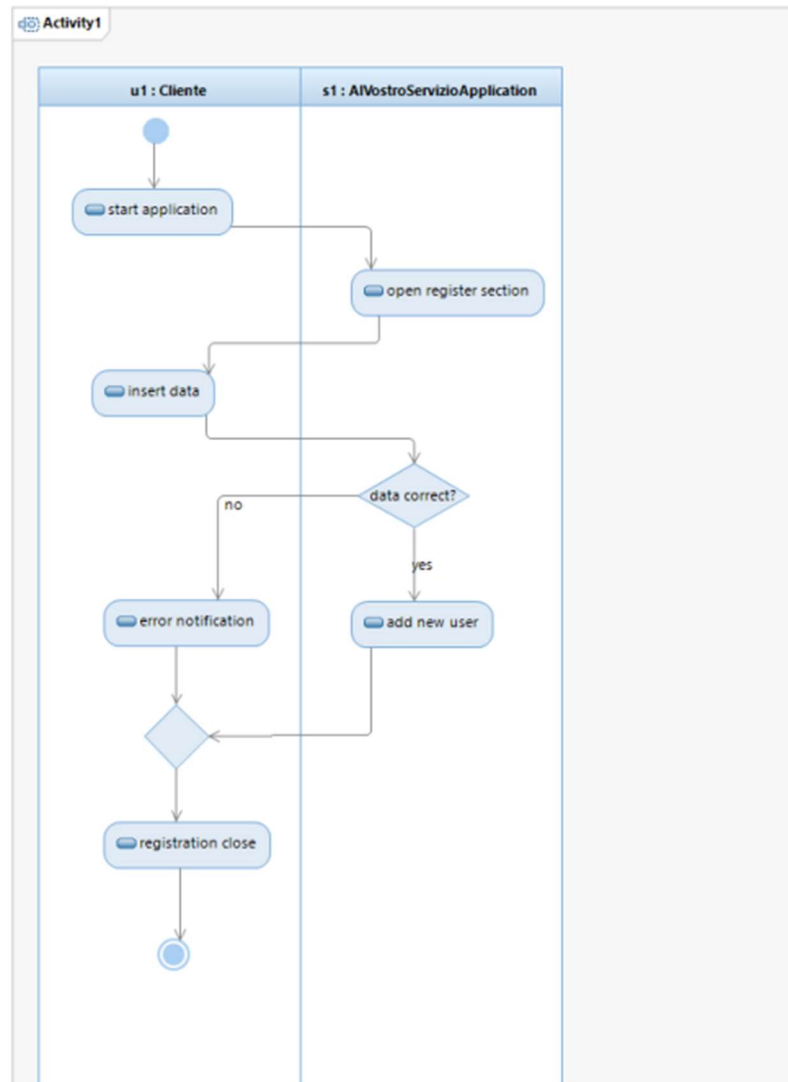 Activity1
u1 : Cliente
s1 : AlVostroServizioApplication
start application
open register section
insert data
data correct?
no
yes
error notification
add new user
registration close